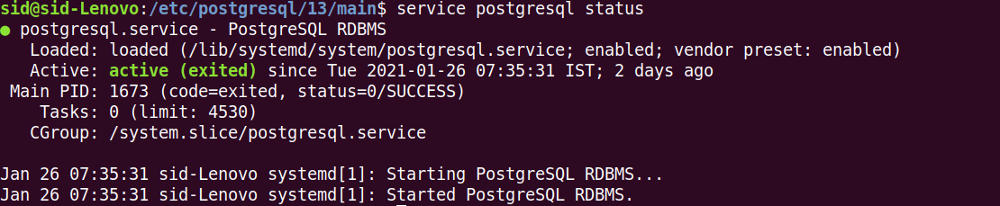 sid@sid-Lenovo:/etc/postgresql/13/main$ service postgresql status
● postgresql.service - PostgreSQL RDBMS
   Loaded: loaded (/lib/systemd/system/postgresql.service; enabled; vendor preset: enabled)
   Active: active (exited) since Tue 2021-01-26 07:35:31 IST; 2 days ago
 Main PID: 1673 (code=exited, status=0/SUCCESS)
    Tasks: 0 (limit: 4530)
   CGroup: /system.slice/postgresql.service

Jan 26 07:35:31 sid-Lenovo systemd[1]: Starting PostgreSQL RDBMS...
Jan 26 07:35:31 sid-Lenovo systemd[1]: Started PostgreSQL RDBMS.